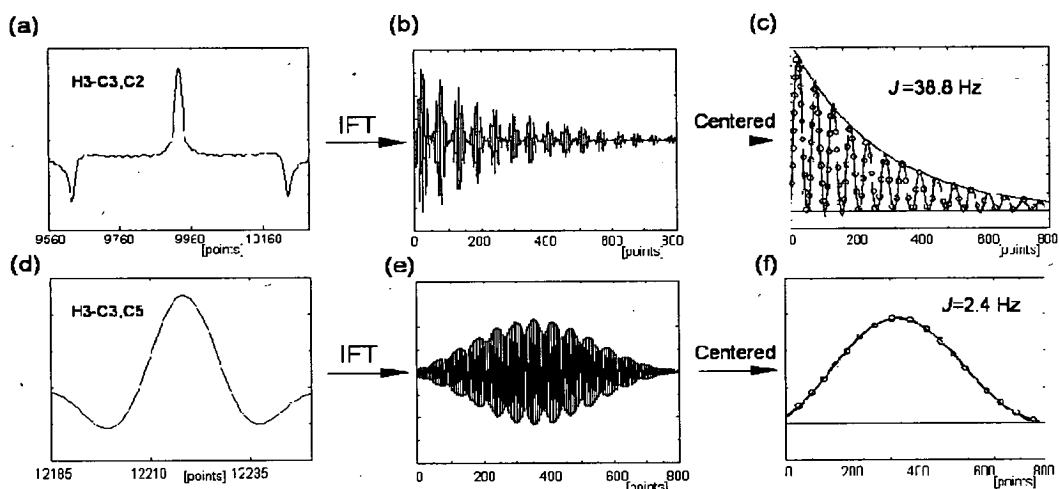 (a)
H3-C3,C2
9560 9760 9960 13160
[points]
IFT
(b)
0 200 400 600 300
[points]
Centered
(c)
J=38.8 Hz
0 200 400 600 800
[points]
(d)
H3-C3,C5
12185 12210 12235
[points]
IFT
(e)
0 200 400 600 800
[points]
Centered
(f)
J=2.4 Hz
0 200 400 600 800
[points]